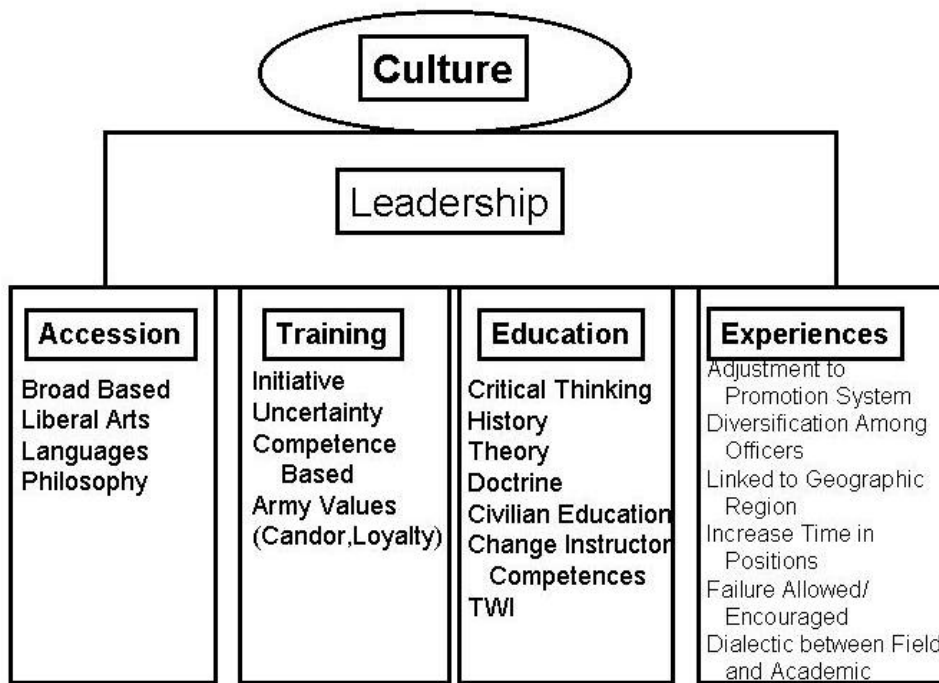 Culture
Leadership
Accession
Broad Based
Liberal Arts
Languages
Philosophy
Training
Initiative
Uncertainty
Competence
Based
Army Values
(Candor,Loyalty)
Education
Critical Thinking
History
Theory
Doctrine
Civilian Education
Change Instructor
Competences
TWI
Experiences
Adjustment to
Promotion System
Diversification Among
Officers
Linked to Geographic
Region
Increase Time in
Positions
Failure Allowed/
Encouraged
Dialectic between Field
and Academic